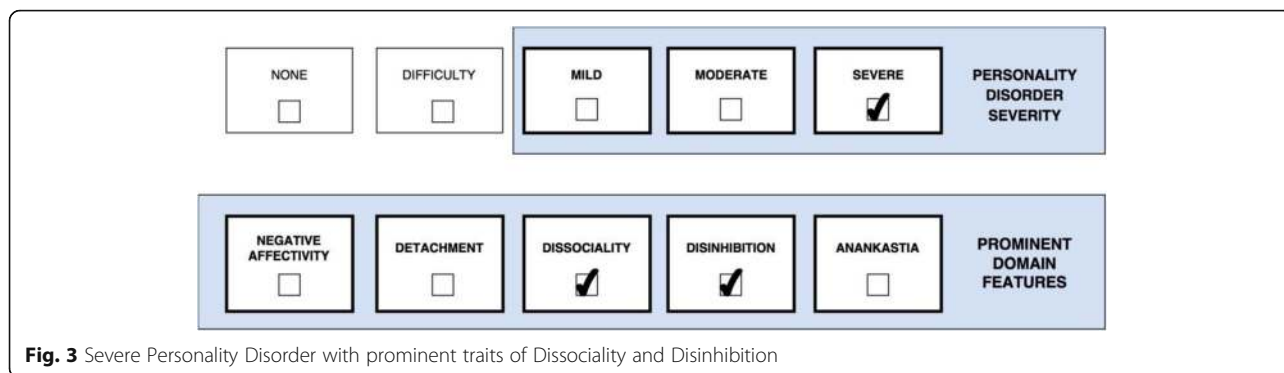 NONE
DIFFICULTY
MILD
MODERATE
SEVERE
PERSONALITY
DISORDER
SEVERITY
NEGATIVE
AFFECTIVITY
DETACHMENT
DISSOCIALITY
DISINHIBITION
ANANKASTIA
PROMINENT
DOMAIN
FEATURES
Fig. 3 Severe Personality Disorder with prominent traits of Dissociality and Disinhibition